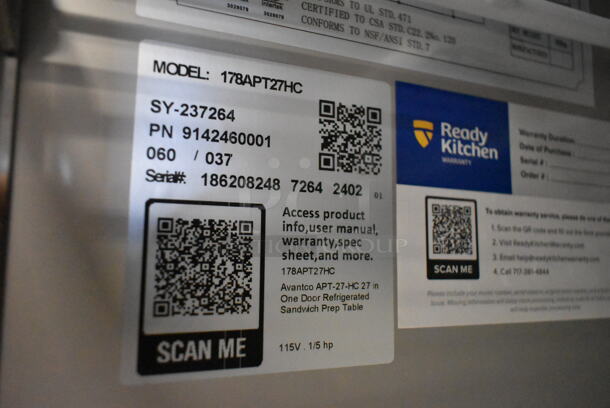 CONFORMS TO UL STD.471
CERTIFIED TO CSA STD.C22.2No.120
CONFORMS TO NSF/ANSI STD.7
Intertek
3029579
MODEL: 178APT27HC
SY-237264
PN 9142460001
060 / 037
Serial#: 186208248 7264 2402 01
Access product
info,user manual,
warranty,spec
sheet,and more.
178APT27HC
Avantco APT-27-HC 27 in
One Door Refrigerated
Sandwich Prep Table
115V . 1/5 hp
SCAN ME
Ready
Kitchen
WARRANTY
Warranty Duration:
Date of Purchase:
Serial #:
Order #:
SCAN ME
To obtain warranty service, please do one of
1. Scan the QR code and fill out the
2. Visit ReadyKitchenWarranty.com
3. Email help@readykitchenwarranty.com
4. Call 717-381-4844